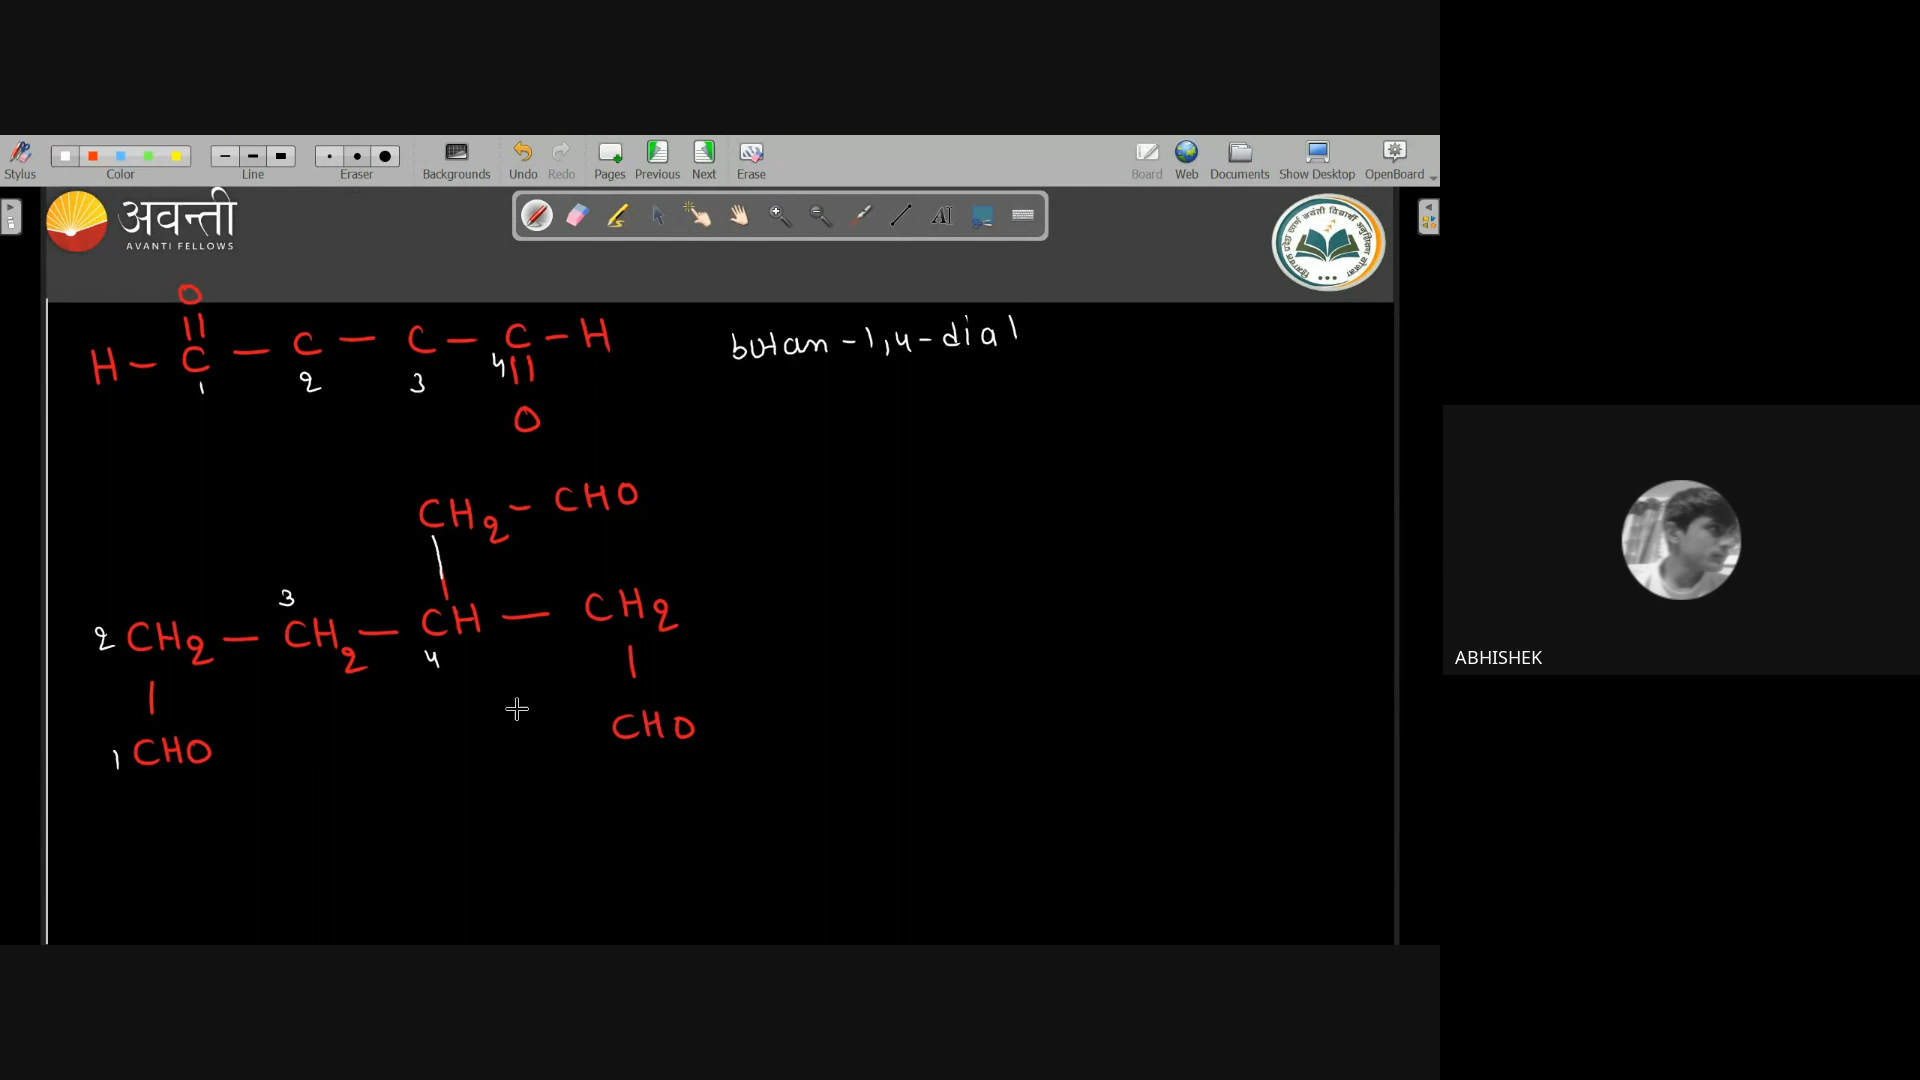 Stylus Color Line Eraser Backgrounds Undo Redo Pages Previous Next Erase Board Web Documents Show Desktop OpenBoard
अवन्ती
AVANTI FELLOWS
O
H - C - C - C - C - H
1 2 3 4
O
butan-1,4-dial
CH2 - CHO
3
2 CH2 - CH2 - CH - CH2
4
1 CHO
CHO
ABHISHEK